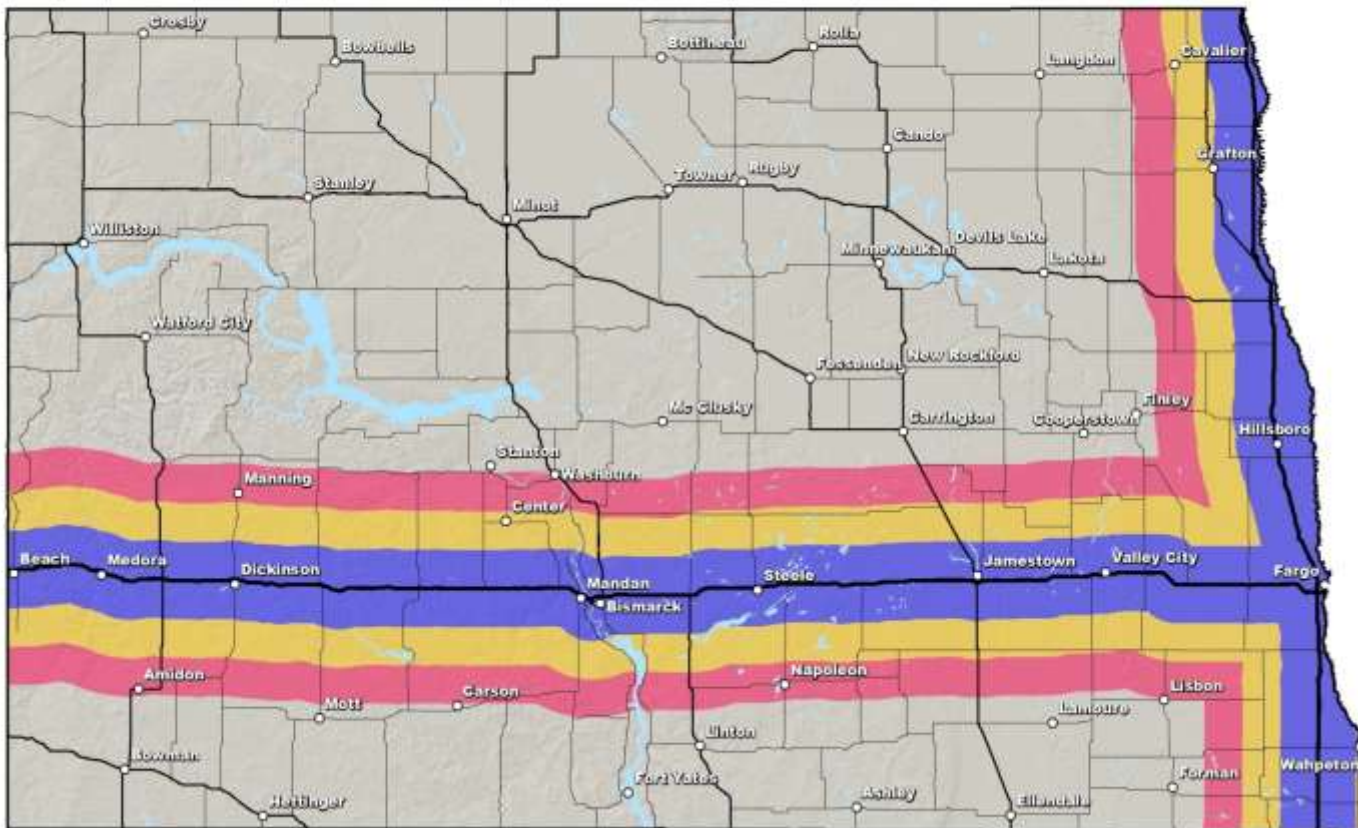 Crosby
Bowbells
Bottineau
Rolla
Langdon
Cavalier
Cando
Grafton
Stanley
Towner
Rugby
Minot
Williston
Minnewaukan
Devils Lake
Lakota
Watford City
Fessenden
New Rockford
Mc Clusky
Carrington
Cooperstown
Finley
Hillsboro
Stanton
Washburn
Manning
Center
Beach
Medora
Dickinson
Mandan
Bismarck
Steele
Jamestown
Valley City
Fargo
Amidon
Mott
Carson
Napoleon
Lisbon
Lamoure
Linton
Bowman
Fort Yates
Forman
Wahpeton
Hettinger
Ashley
Ellendale